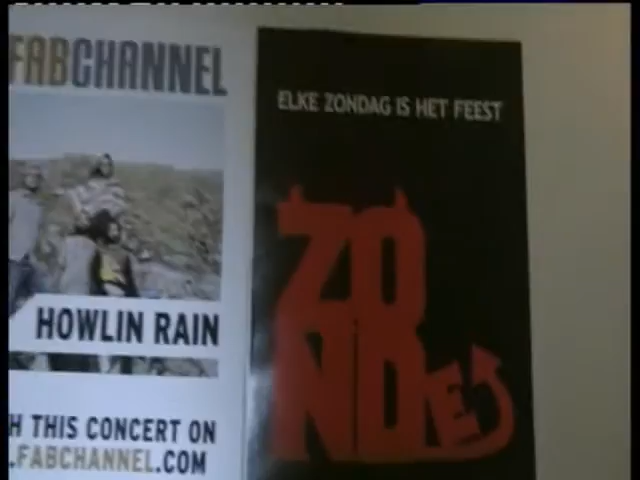 FABCHANNEL
HOWLIN RAIN
H THIS CONCERT ON
.FABCHANNEL.COM
ELKE ZONDAG IS HET FEEST
ZO
NDE